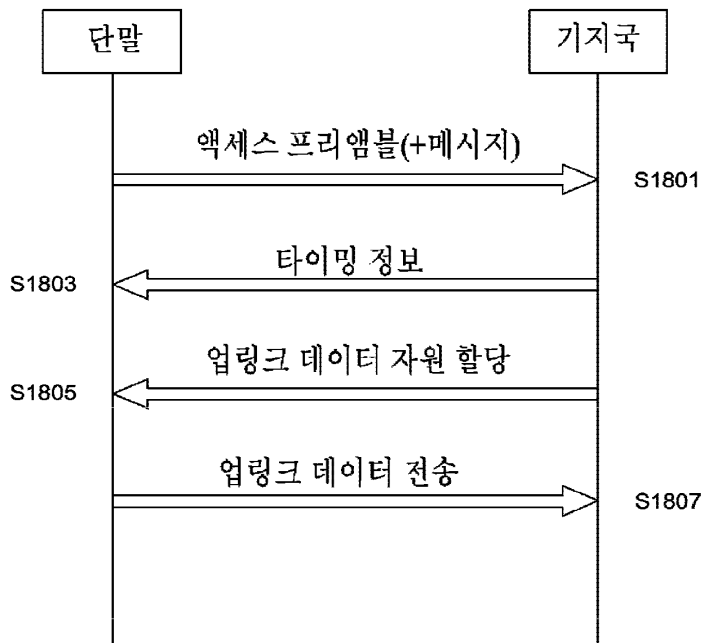 단말
기지국
액세스 프리앰블(+메시지)
S1801
타이밍 정보
S1803
업링크 데이터 자원 할당
S1805
업링크 데이터 전송
S1807